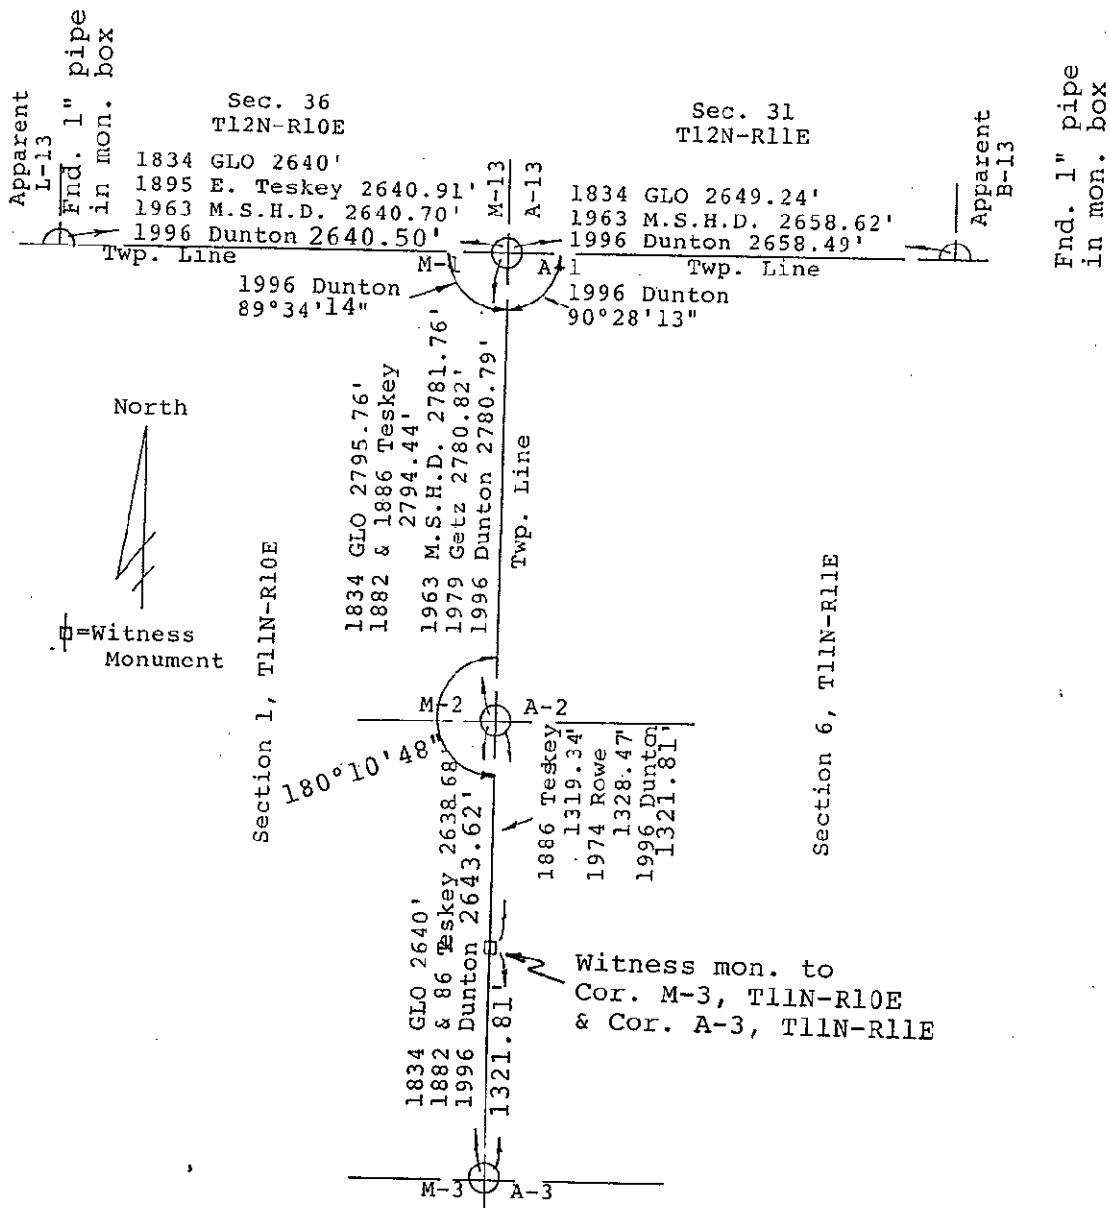 Apparent
L-13
Fnd. 1" pipe
in mon. box
Sec. 36
T12N-R10E
1834 GLO 2640'
1895 E. Teskey 2640.91'
1963 M.S.H.D. 2640.70'
1996 Dunton 2640.50'
Twp. Line
M-13
A-13
Sec. 31
T12N-R11E
1834 GLO 2649.24'
1963 M.S.H.D. 2658.62'
1996 Dunton 2658.49'
Twp. Line
Apparent
B-13
Fnd. 1" pipe
in mon. box
M-1
A-1
1996 Dunton
89°34'14"
1996 Dunton
90°28'13"
North
1834 GLO 2795.76'
1882 & 1886 Teskey
2794.44'
1963 M.S.H.D. 2781.76'
1979 Getz 2780.82'
1996 Dunton 2780.79'
Twp. Line
=Witness
Monument
Section 1, T11N-R10E
Section 6, T11N-R11E
M-2
A-2
180°10'48"
1886 Teskey
1319.34'
1974 Rowe
1328.47'
1996 Dunton
1321.81'
1834 GLO 2640'
1882 & 86 Teskey 2638.68'
1996 Dunton 2643.62'
1321.81'
Witness mon. to
Cor. M-3, T11N-R10E
& Cor. A-3, T11N-R11E
M-3
A-3